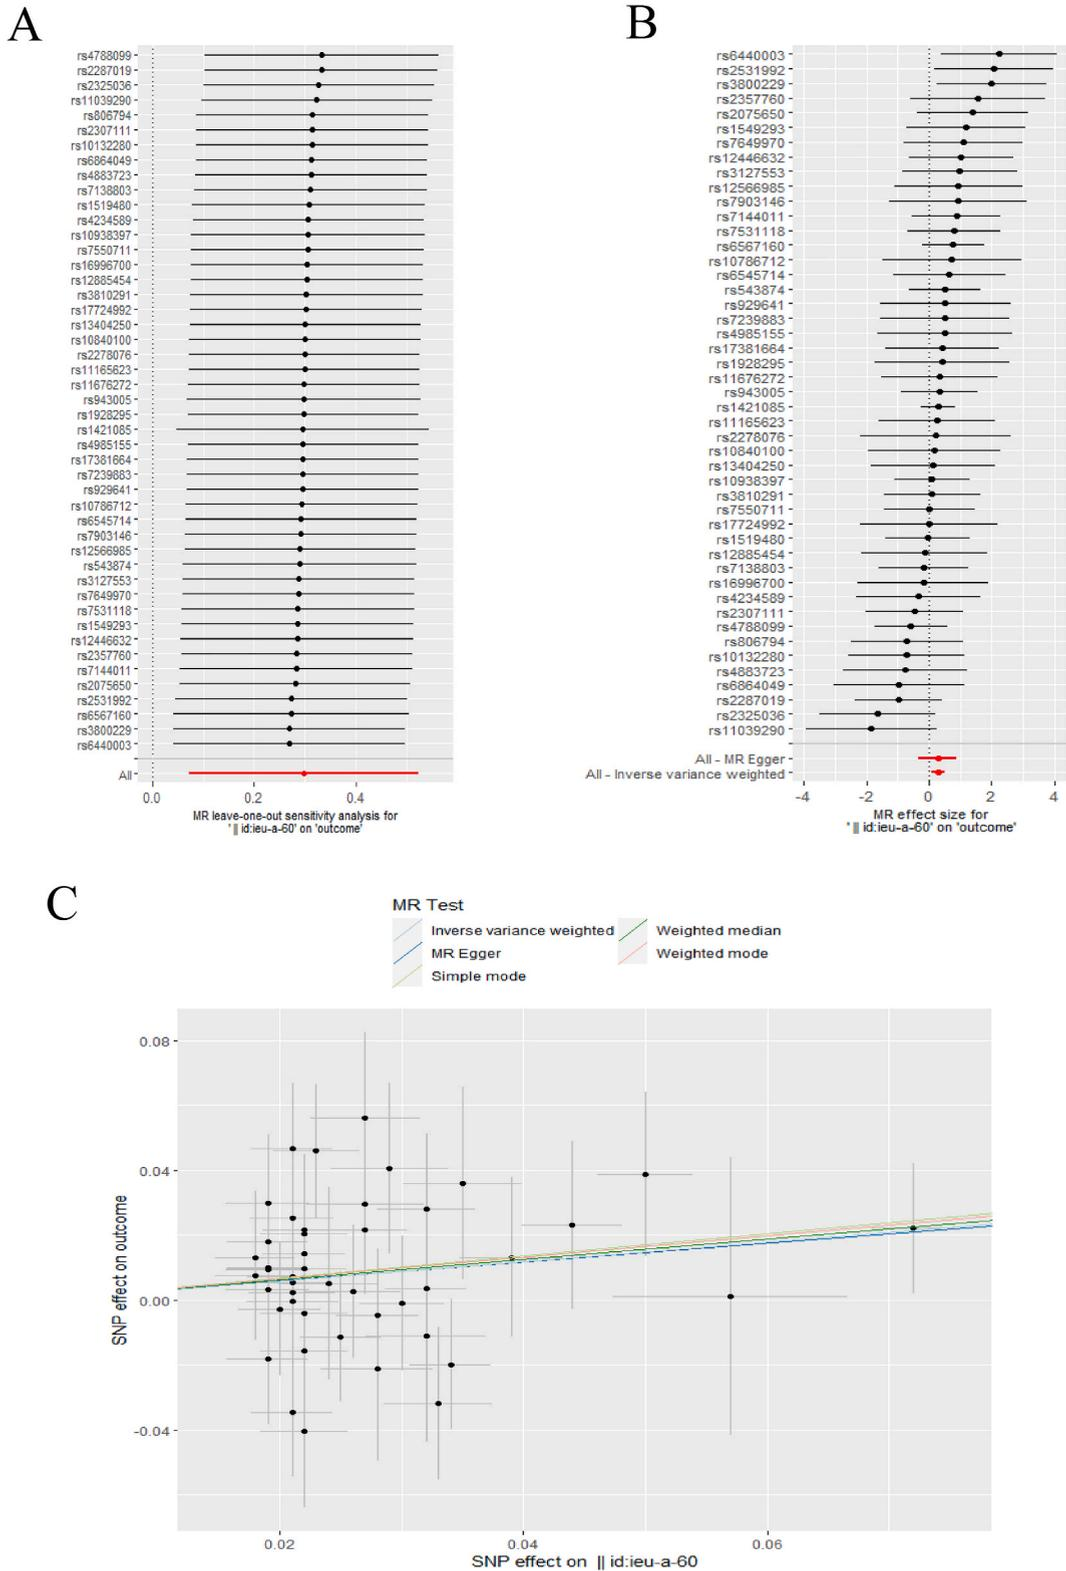 A
rs4788099
rs2287019
rs2325036
rs11039290
rs806794
rs2307111
rs10132280
rs6864049
rs4883723
rs7138803
rs1519480
rs4234589
rs10938397
rs7550711
rs16996700
rs12885454
rs3810291
rs17724992
rs13404250
rs10840100
rs2278076
rs11165623
rs11676272
rs943005
rs1928295
rs1421085
rs4985155
rs17381664
rs7239883
rs929641
rs10786712
rs6545714
rs7903146
rs12566985
rs543874
rs3127553
rs7649970
rs7531118
rs1549293
rs12446632
rs2357760
rs7144011
rs2075650
rs2531992
rs6567160
rs3800229
rs6440003
All
0.0 0.2 0.4
MR leave-one-out sensitivity analysis for
' || id:ieu-a-60' on 'outcome'
B
rs6440003
rs2531992
rs3800229
rs2357760
rs2075650
rs1549293
rs7649970
rs12446632
rs3127553
rs12566985
rs7903146
rs7144011
rs7531118
rs6567160
rs10786712
rs6545714
rs543874
rs929641
rs7239883
rs4985155
rs17381664
rs1928295
rs11676272
rs943005
rs1421085
rs11165623
rs2278076
rs10840100
rs13404250
rs10938397
rs3810291
rs7550711
rs17724992
rs1519480
rs12885454
rs7138803
rs16996700
rs4234589
rs2307111
rs4788099
rs806794
rs10132280
rs4883723
rs6864049
rs2287019
rs2325036
rs11039290
All - MR Egger
All - Inverse variance weighted
-4 -2 0 2 4
MR effect size for
' || id:ieu-a-60' on 'outcome'
C
MR Test
Inverse variance weighted Weighted median
MR Egger Weighted mode
Simple mode
SNP effect on outcome
0.08
0.04
0.00
-0.04
0.02 0.04 0.06
SNP effect on || id:ieu-a-60